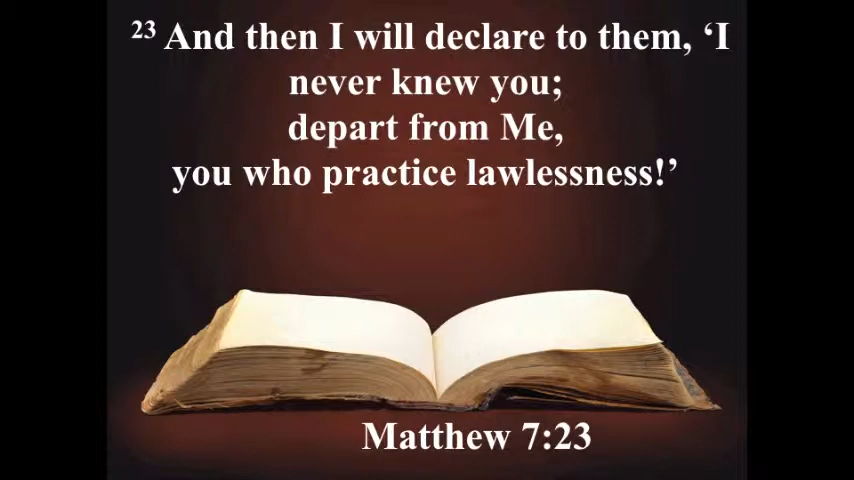 23 And then I will declare to them, ‘I
never knew you;
depart from Me,
you who practice lawlessness!’
Matthew 7:23